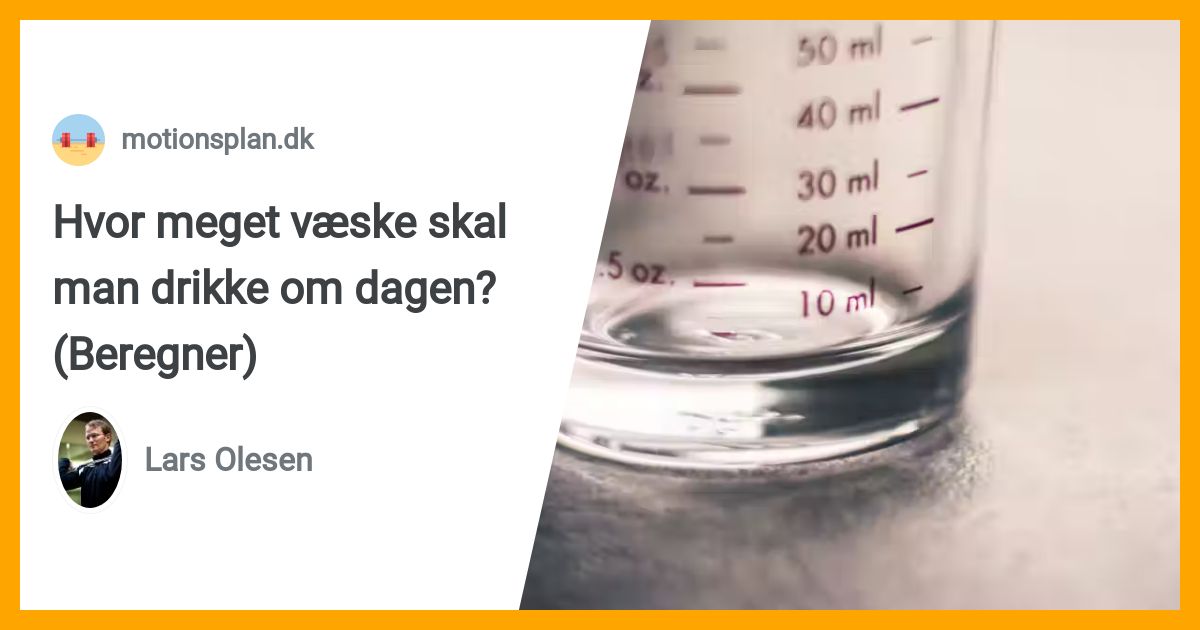 motionsplan.dk
Hvor meget væske skal
man drikke om dagen?
(Beregner)
Lars Olesen
50 ml
40 ml
oz. 30 ml
20 ml
.5 oz. 10 ml